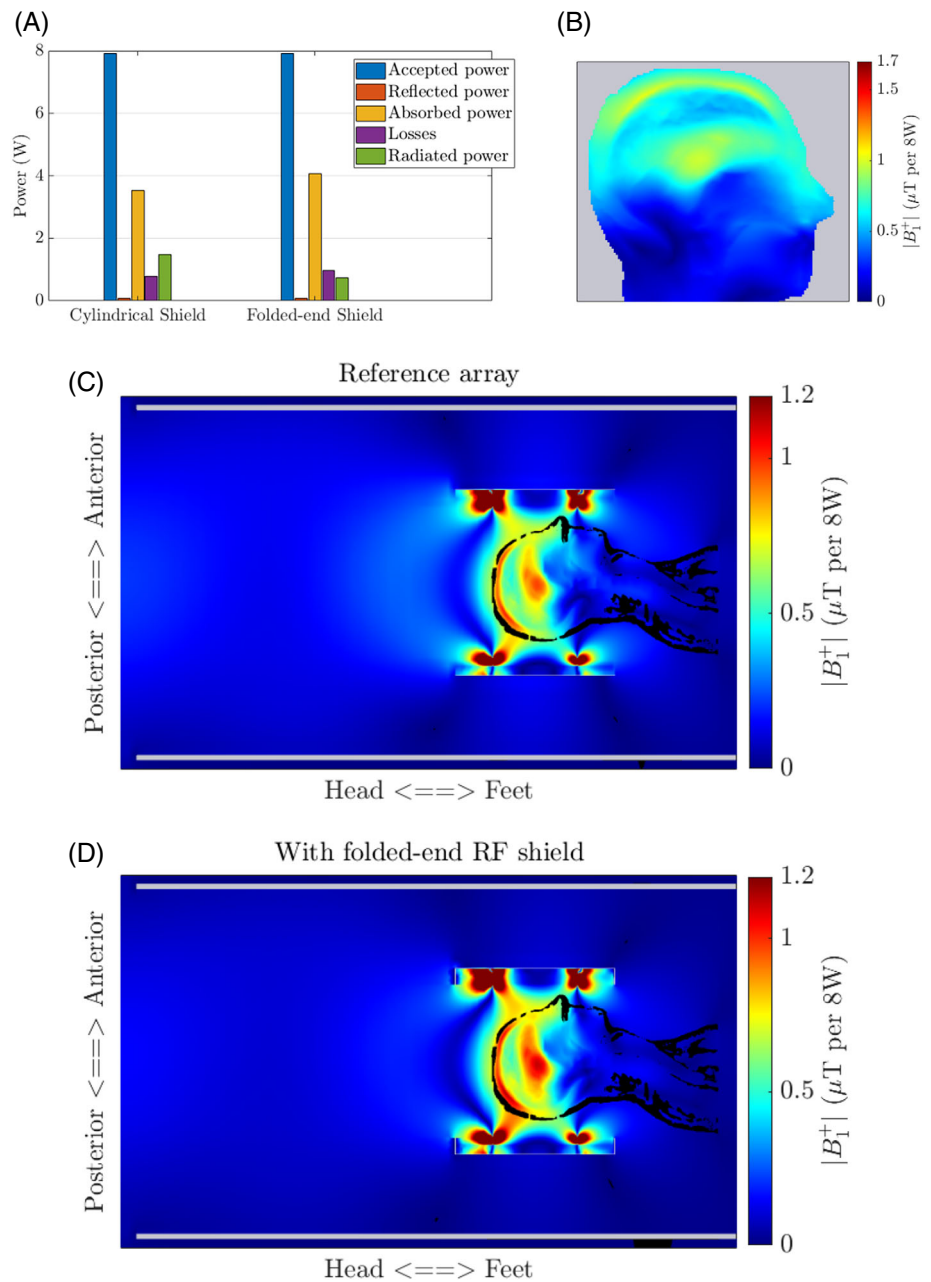 (A)
8
6
4
2
0
Power (W)
Accepted power
Reflected power
Absorbed power
Losses
Radiated power
Cylindrical Shield
Folded-end Shield
(B)
1.7
1.5
1
0.5
0
|B₁⁺| (μT per 8W)
(C)
Reference array
Posterior <==> Anterior
Head <==> Feet
1.2
1
0.5
0
|B₁⁺| (μT per 8W)
(D)
With folded-end RF shield
Posterior <==> Anterior
Head <==> Feet
1.2
1
0.5
0
|B₁⁺| (μT per 8W)